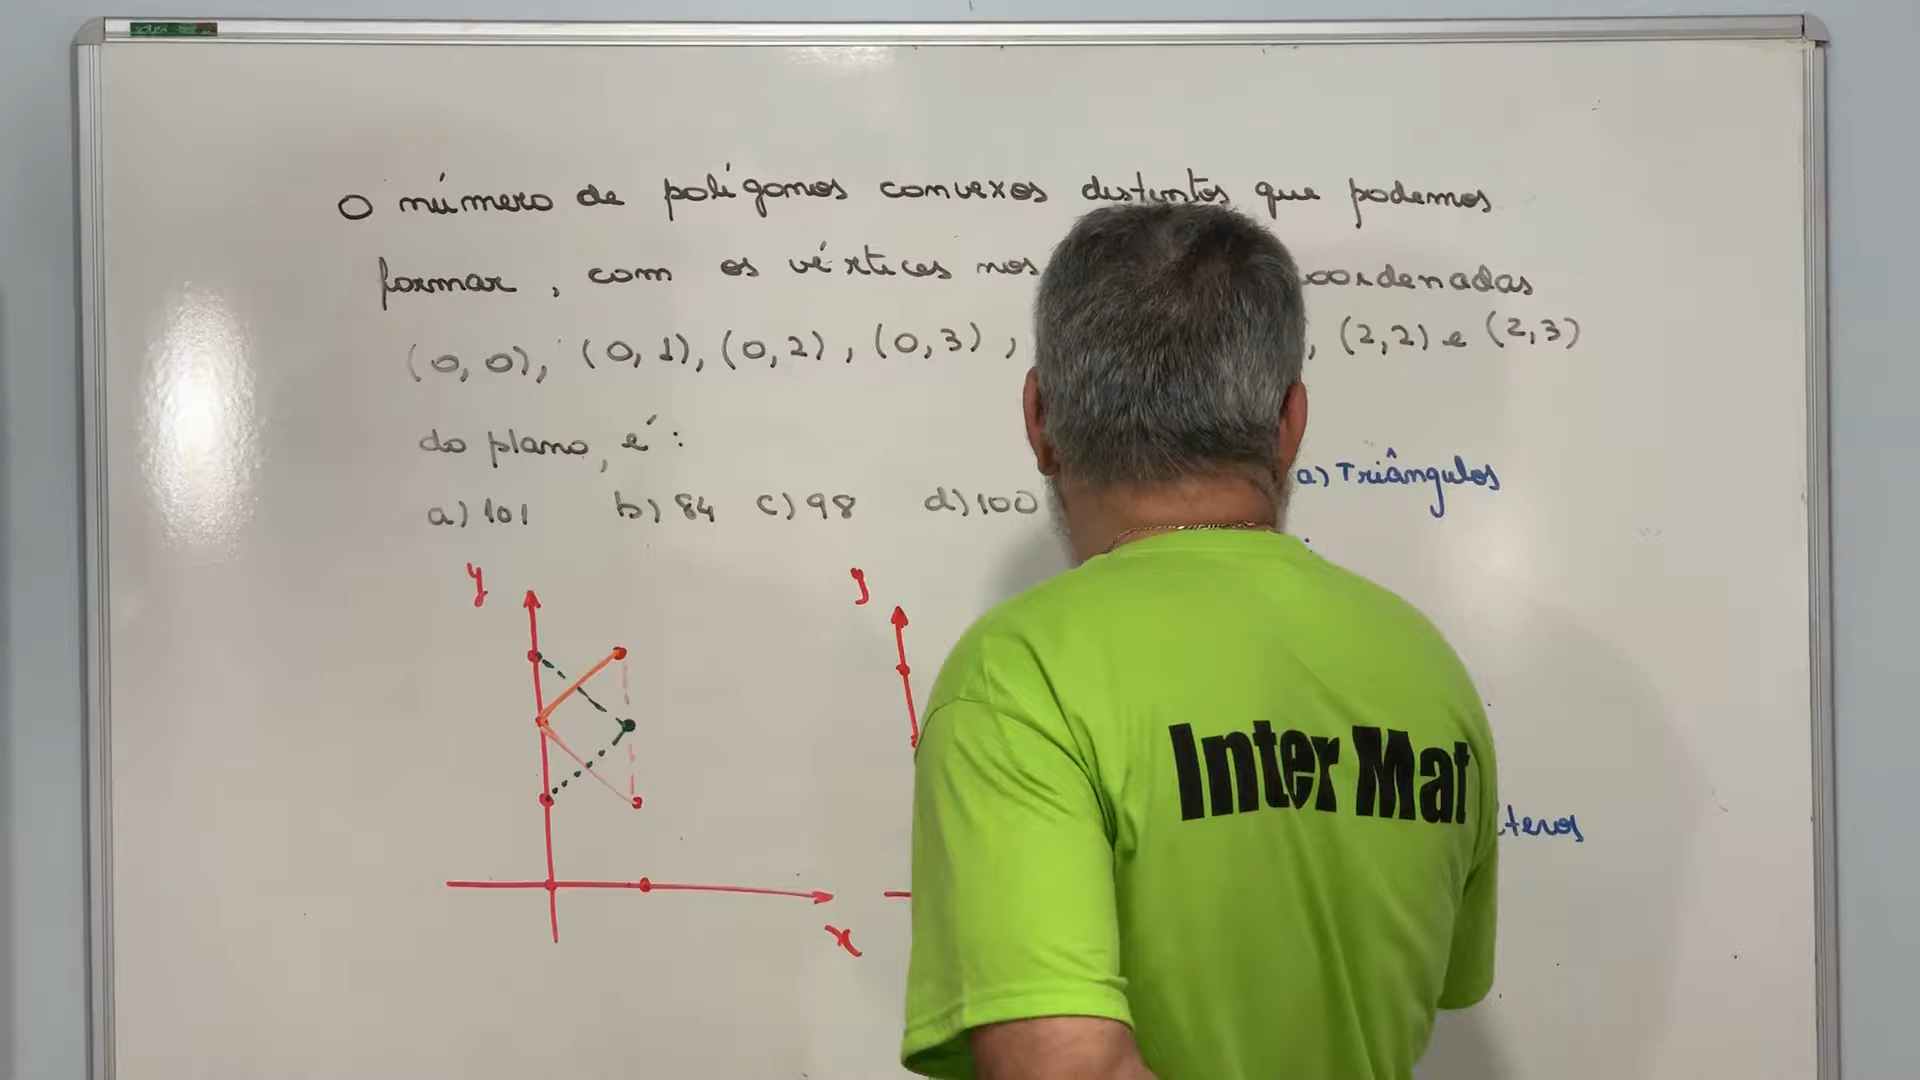 O número de polígonos convexos distintos que podemos
formar, com os vértices nos coordenadas
(0,0), (0,1), (0,2), (0,3), , (2,2) e (2,3)
do plano, é:
a) 101 b) 84 c) 98 d) 100
a) Triângulos
y
y
Inter Mat
x